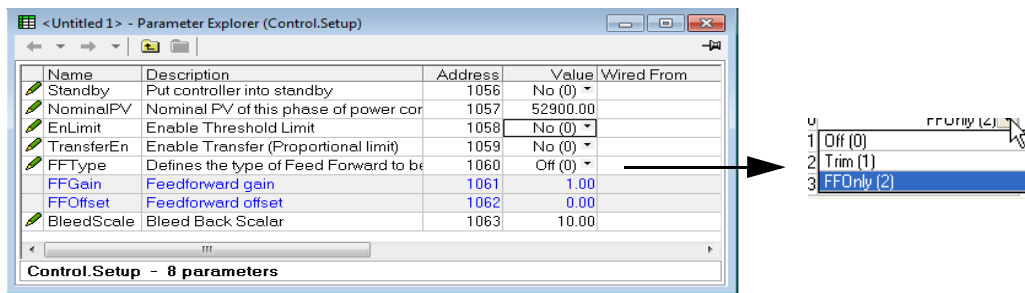 <Untitled 1> - Parameter Explorer (Control.Setup)
Name Description Address Value Wired From
Standby Put controller into standby 1056 No (0)
NominalPV Nominal PV of this phase of power cor 1057 52900.00
EnLimit Enable Threshold Limit 1058 No (0)
TransferEn Enable Transfer (Proportional limit) 1059 No (0)
FFType Defines the type of Feed Forward to be 1060 Off (0)
FFGain Feedforward gain 1061 1.00
FFOffset Feedforward offset 1062 0.00
BleedScale Bleed Back Scalar 1063 10.00
Control.Setup - 8 parameters
0 FFOnly (2)
1 Off (0)
2 Trim (1)
3 FFOnly (2)